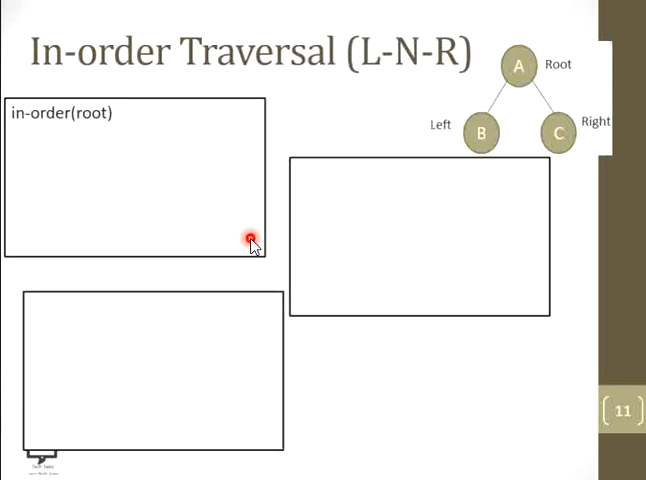 In-order Traversal (L-N-R)
A
Root
in-order(root)
Left
B
C
Right
11